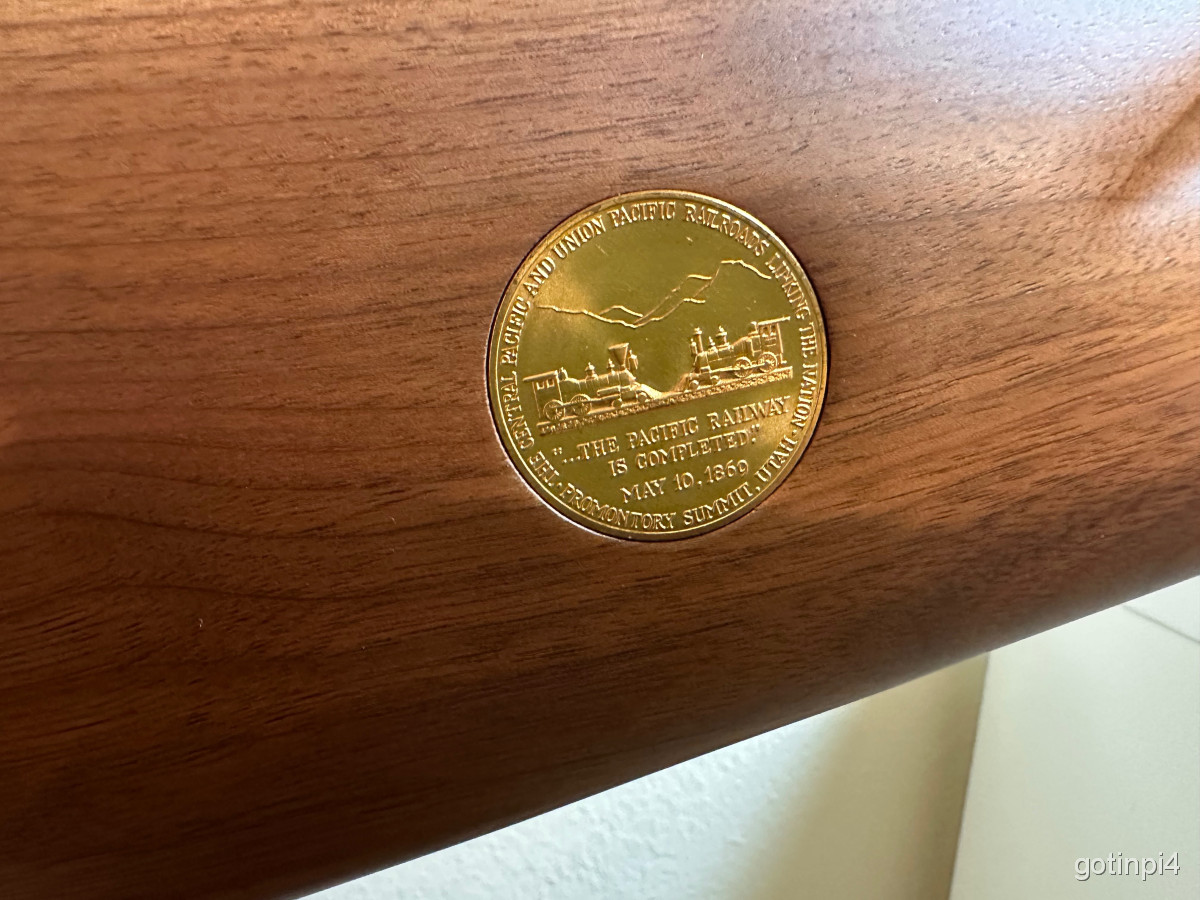 THE CENTRAL PACIFIC AND UNION PACIFIC RAILROADS LINKING THE NATION·
"...THE PACIFIC RAILWAY
IS COMPLETED."
MAY 10, 1869
·PROMONTORY SUMMIT, UTAH·
gotinpi4